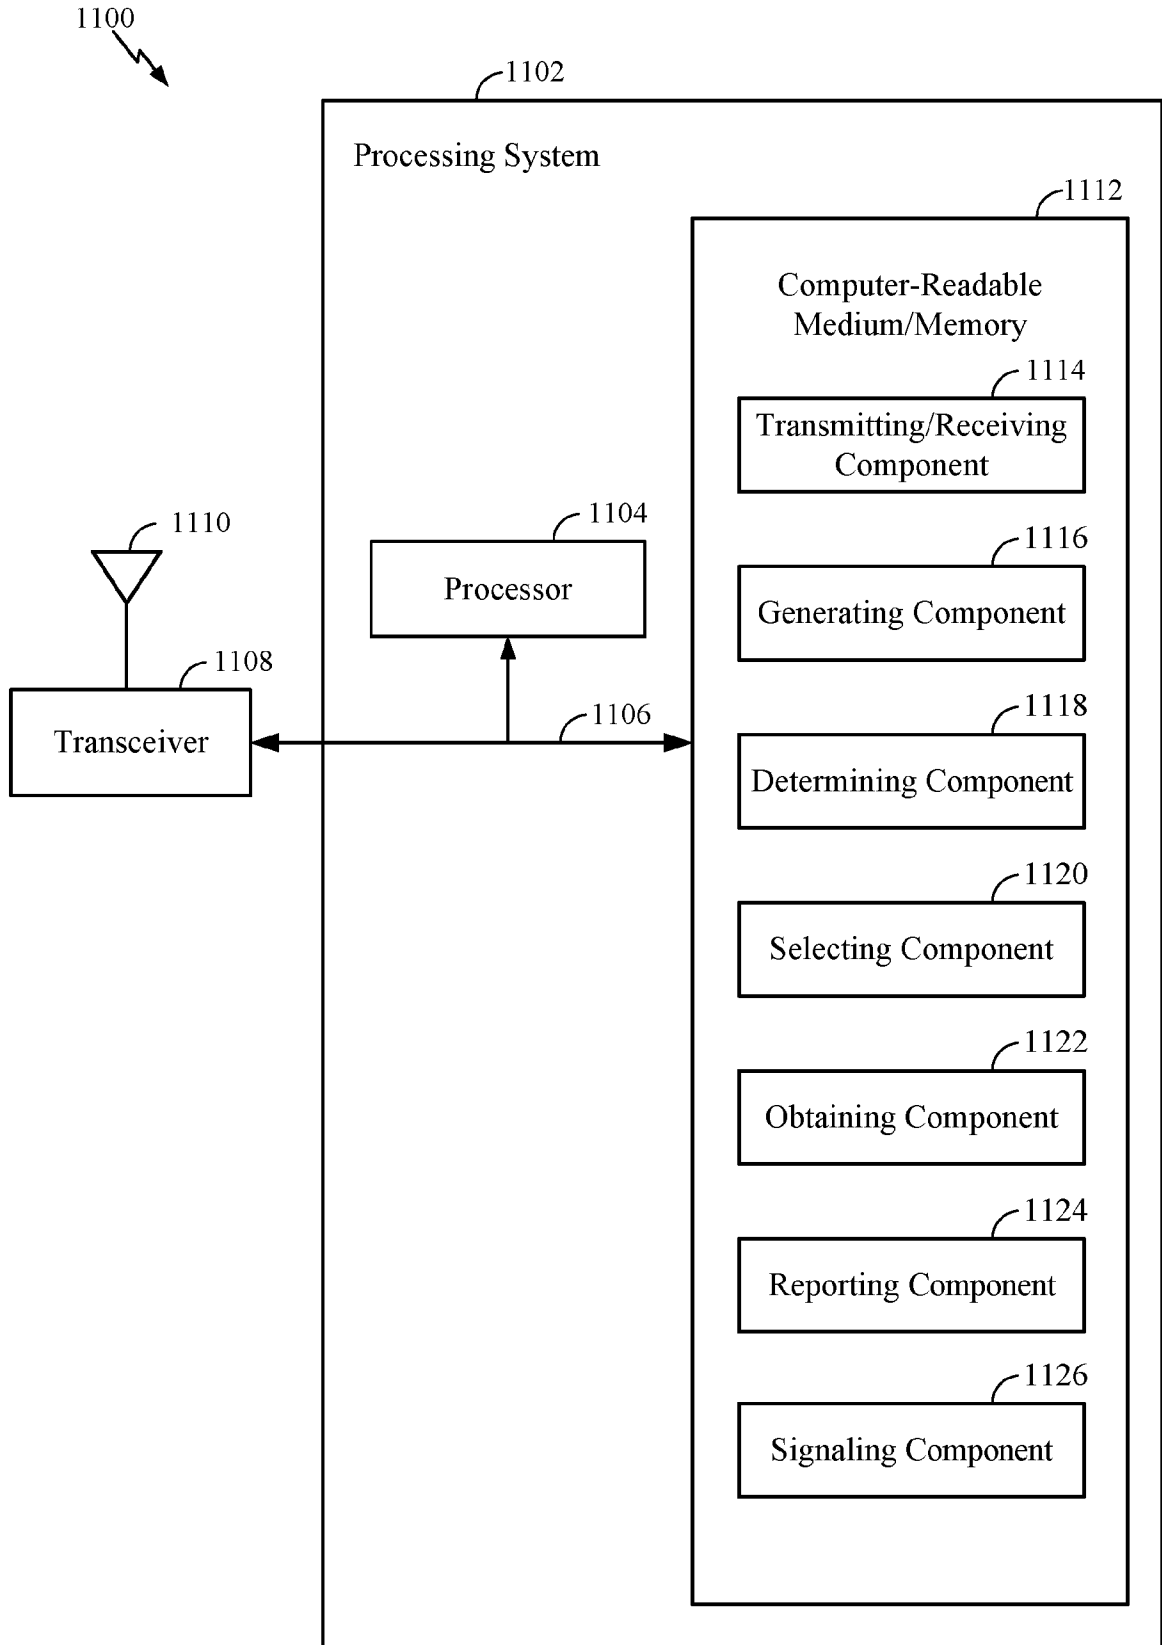 1100
1102
Processing System
1112
Computer-Readable
Medium/Memory
1114
Transmitting/Receiving
Component
1104
Processor
1110
1116
Generating Component
1108
Transceiver
1106
1118
Determining Component
1120
Selecting Component
1122
Obtaining Component
1124
Reporting Component
1126
Signaling Component